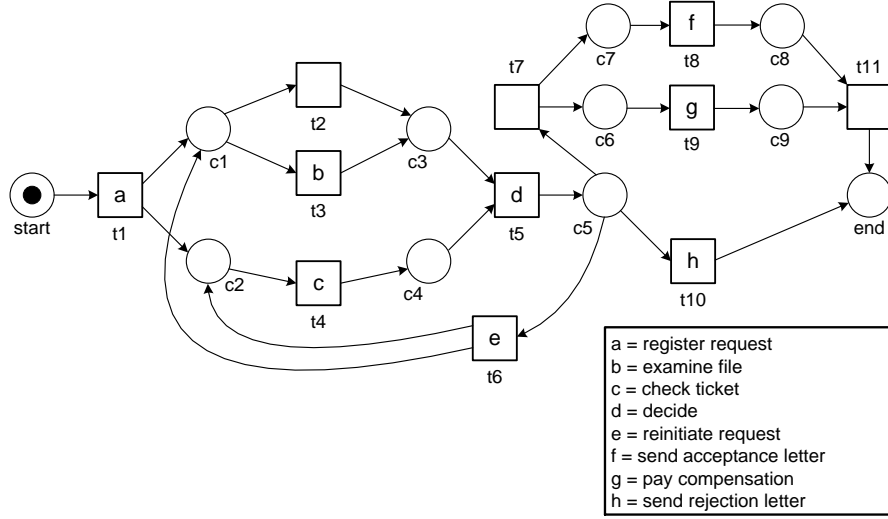 f
c7
t8
c8
t7
t11
g
c6
t9
c9
t2
c1
b
c3
t3
a
start
t1
d
t5
c5
end
c2
c
t4
c4
h
t10
e
t6
a = register request
b = examine file
c = check ticket
d = decide
e = reinitiate request
f = send acceptance letter
g = pay compensation
h = send rejection letter